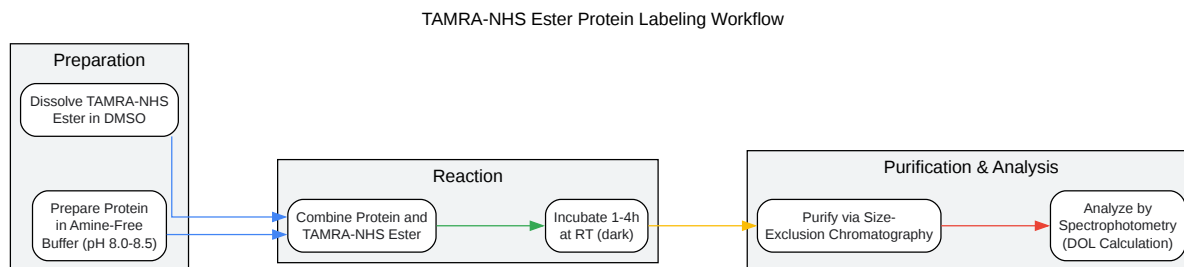 TAMRA-NHS Ester Protein Labeling Workflow
Preparation
Dissolve TAMRA-NHS
Ester in DMSO
Prepare Protein
in Amine-Free
Buffer (pH 8.0-8.5)
Reaction
Combine Protein and
TAMRA-NHS Ester
Incubate 1-4h
at RT (dark)
Purification & Analysis
Purify via Size-
Exclusion Chromatography
Analyze by
Spectrophotometry
(DOL Calculation)